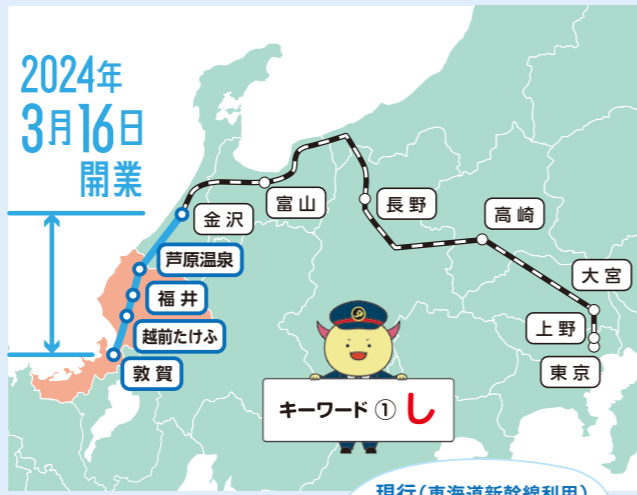 2024年
3月16日
開業
金沢
富山
長野
高崎
大宮
上野
東京
芦原温泉
福井
越前たけふ
敦賀
キーワード① し
現行(東海道新幹線利用)